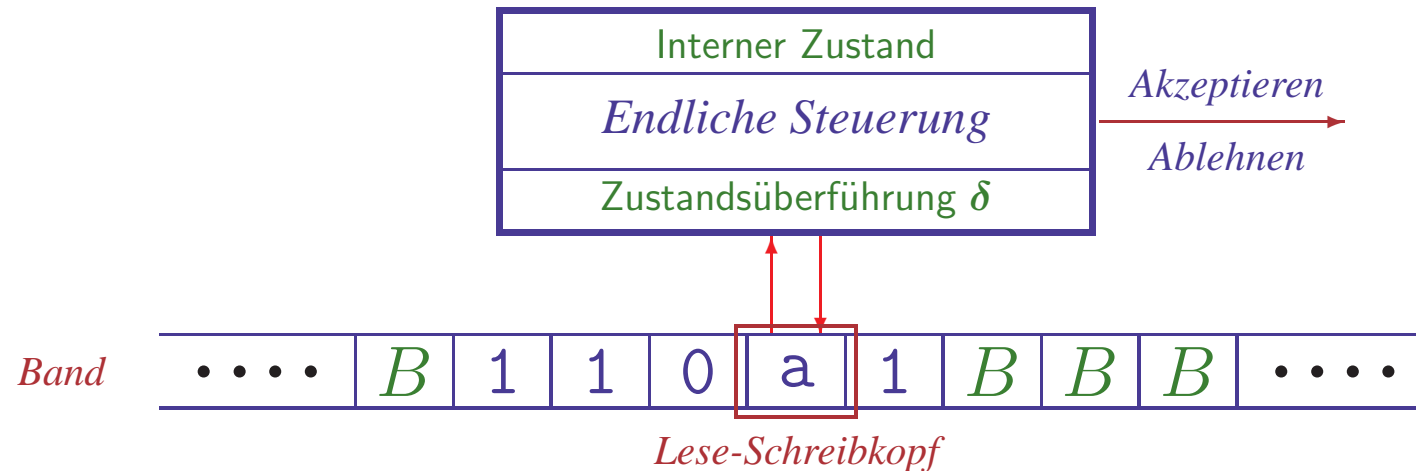 Interner Zustand
Endliche Steuerung
Zustandsüberführung δ
Akzeptieren
Ablehnen
Band •••• B 1 1 0 a 1 B B B ••••
Lese-Schreibkopf